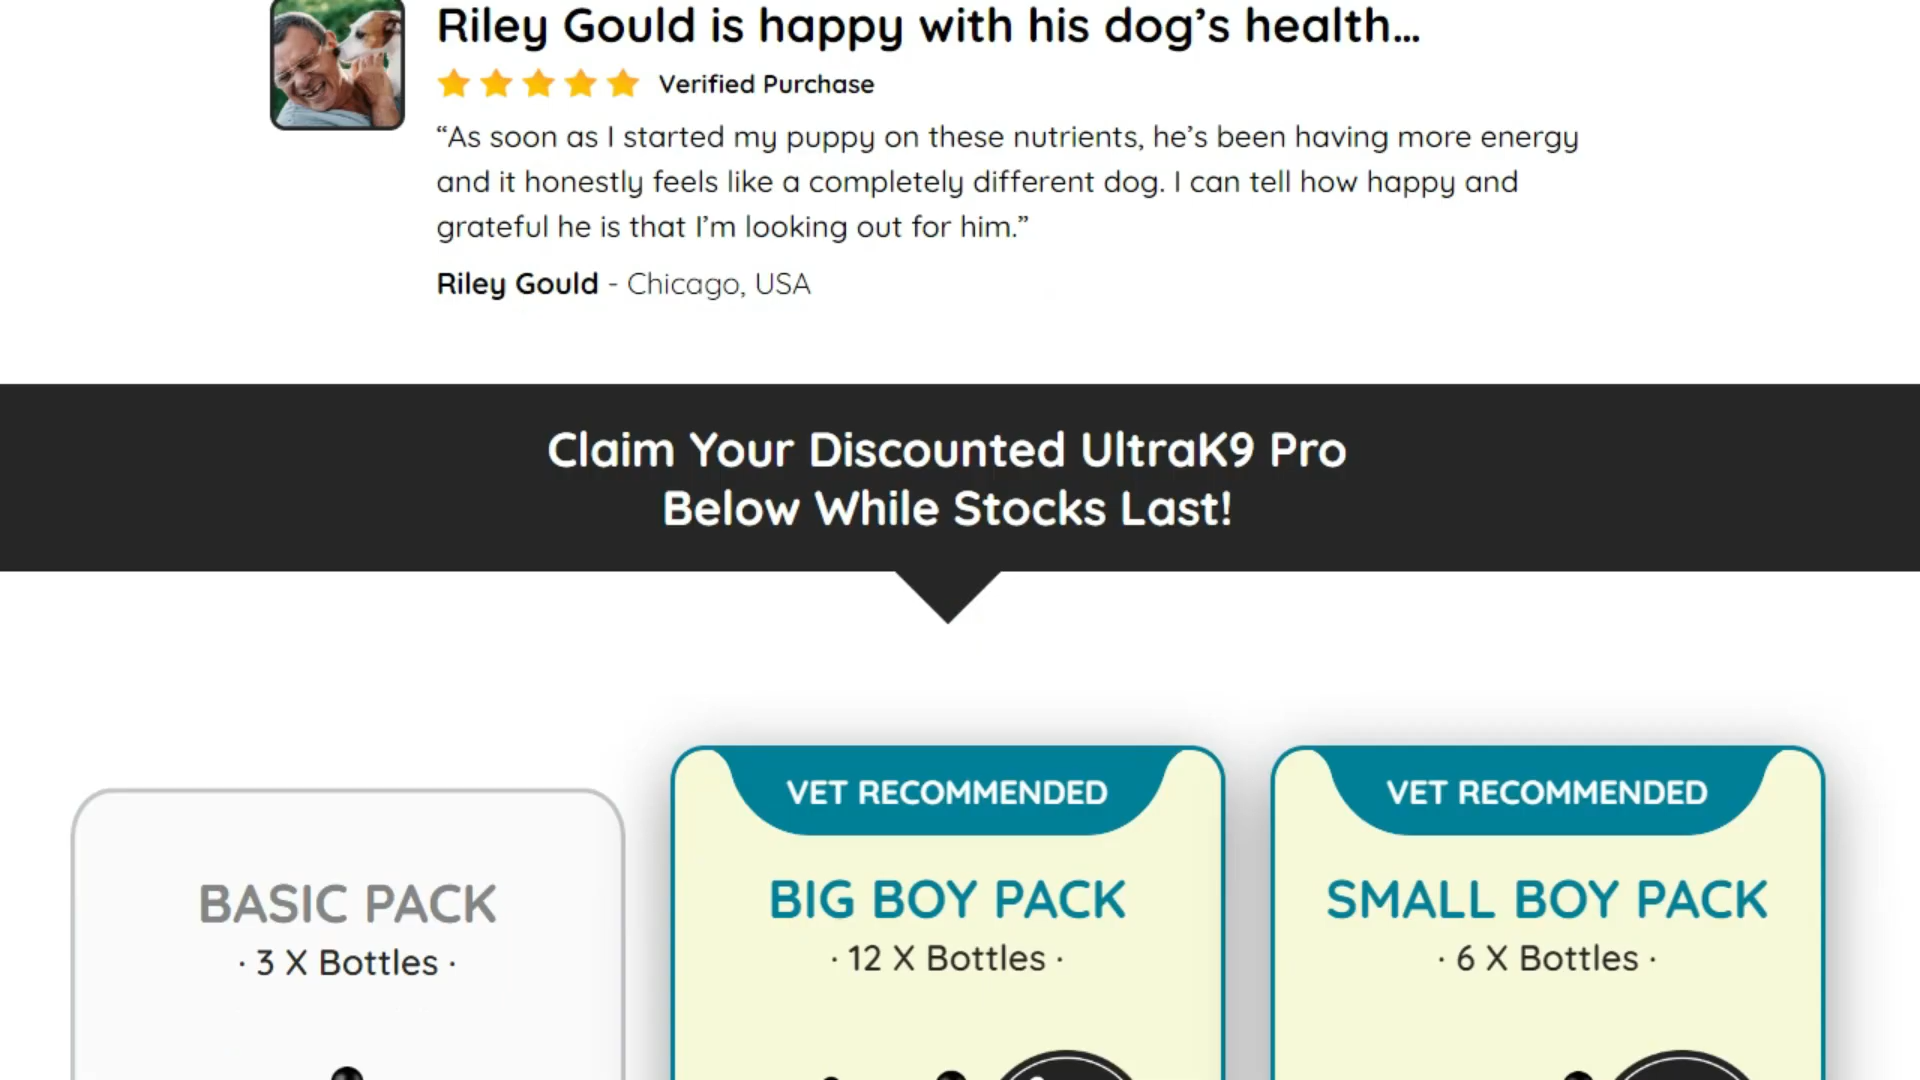 Riley Gould is happy with his dog’s health...
Verified Purchase
“As soon as I started my puppy on these nutrients, he’s been having more energy
and it honestly feels like a completely different dog. I can tell how happy and
grateful he is that I’m looking out for him.”
Riley Gould - Chicago, USA
Claim Your Discounted UltraK9 Pro
Below While Stocks Last!
BASIC PACK
· 3 X Bottles ·
VET RECOMMENDED
BIG BOY PACK
· 12 X Bottles ·
VET RECOMMENDED
SMALL BOY PACK
· 6 X Bottles ·